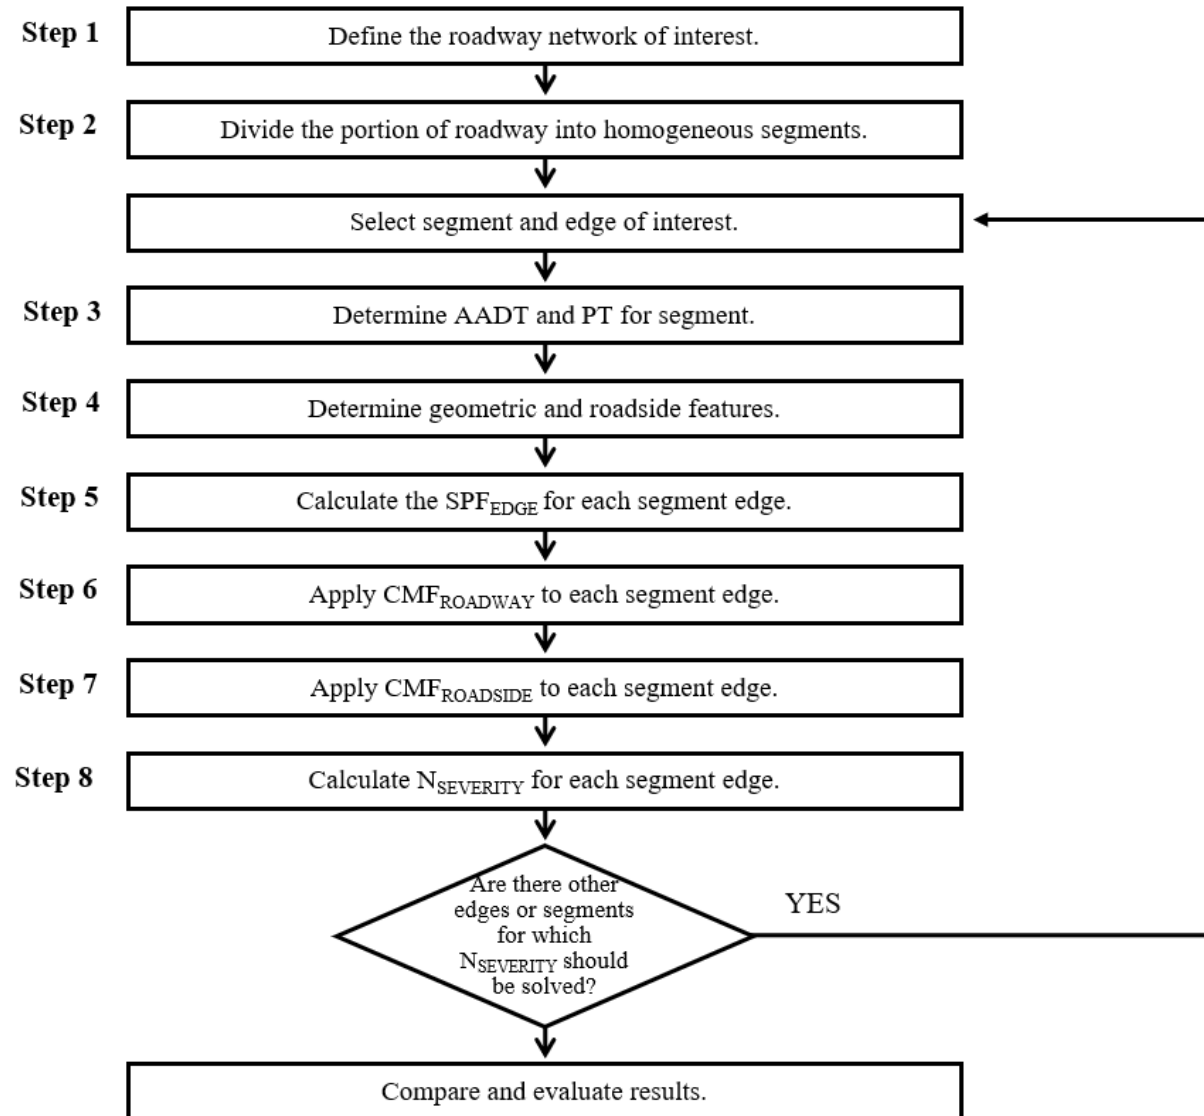 Step 1
Define the roadway network of interest.
Step 2
Divide the portion of roadway into homogeneous segments.
Select segment and edge of interest.
Step 3
Determine AADT and PT for segment.
Step 4
Determine geometric and roadside features.
Step 5
Calculate the SPFEDGE for each segment edge.
Step 6
Apply CMFROADWAY to each segment edge.
Step 7
Apply CMFROADSIDE to each segment edge.
Step 8
Calculate NSEVERITY for each segment edge.
Are there other
edges or segments
for which
NSEVERITY should
be solved?
YES
Compare and evaluate results.